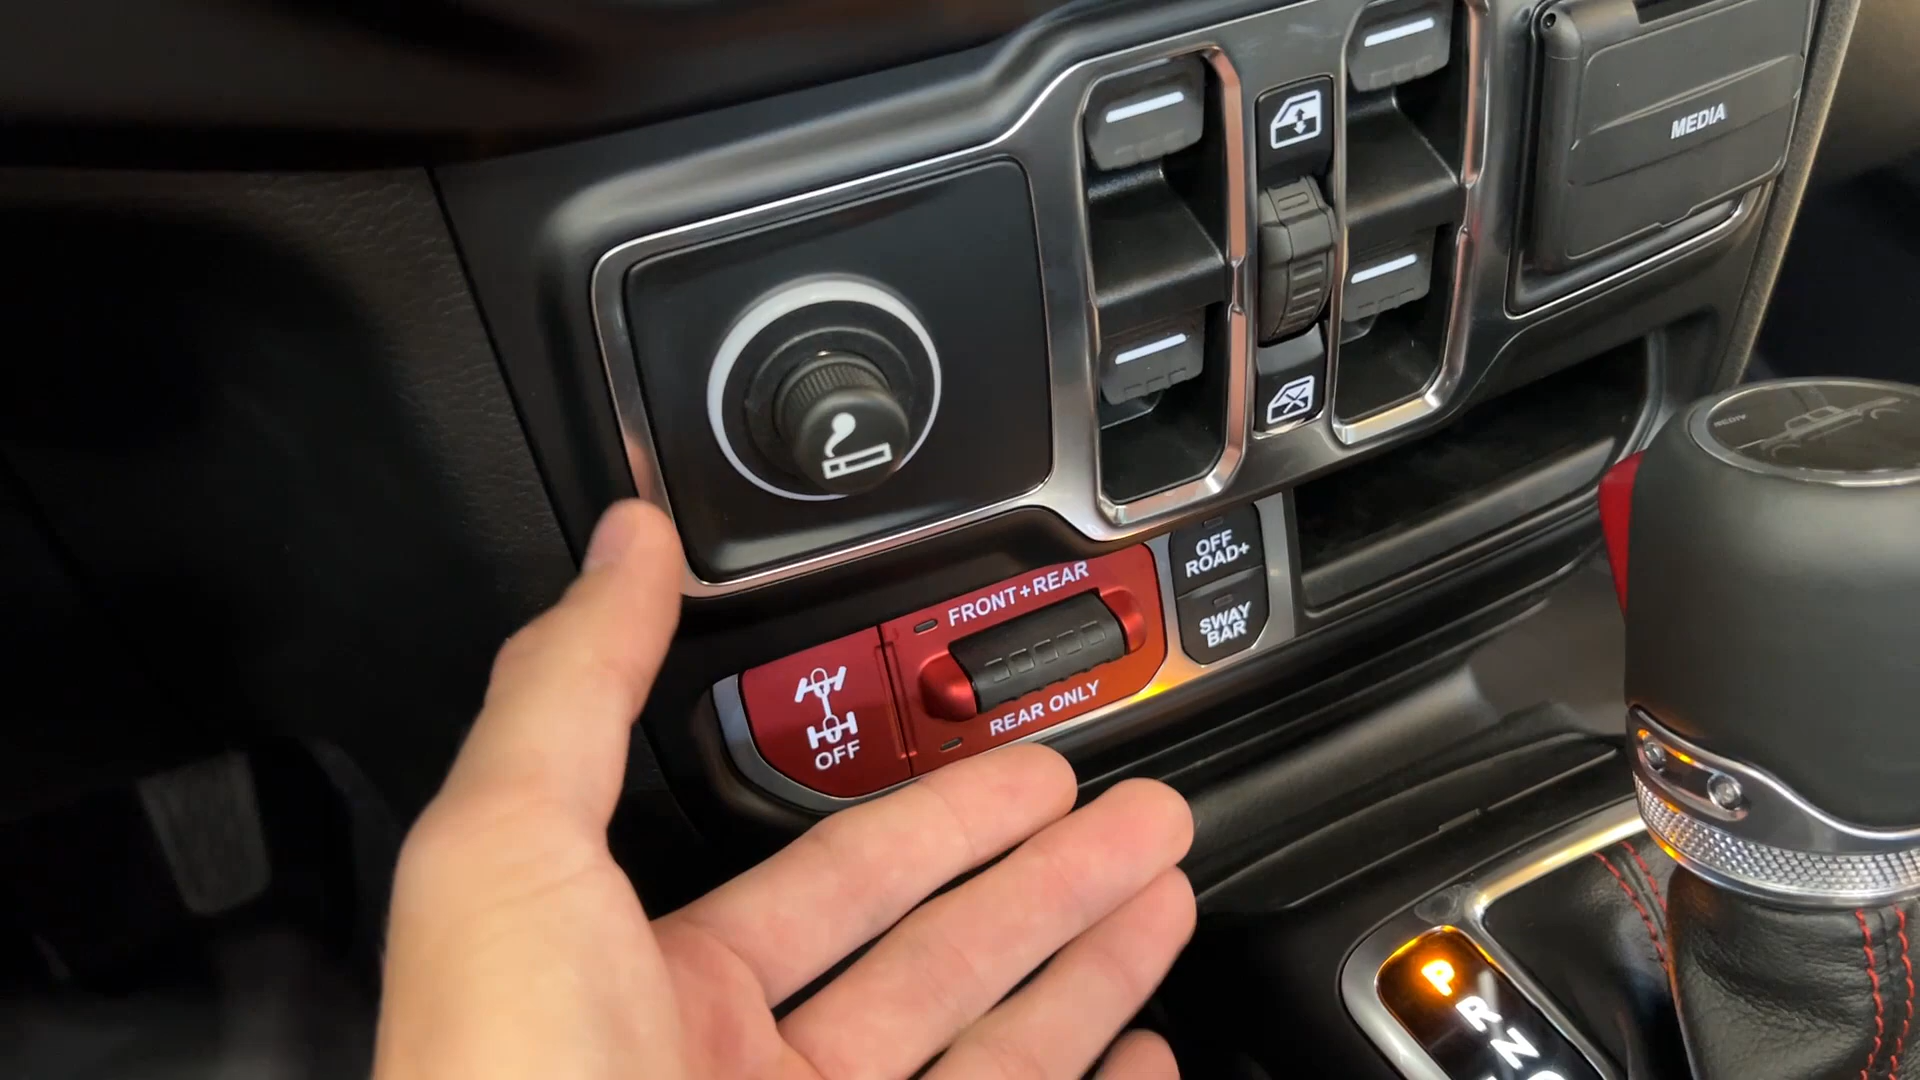 MEDIA
OFF
ROAD+
FRONT+REAR
SWAY
BAR
REAR ONLY
OFF
P
R
N